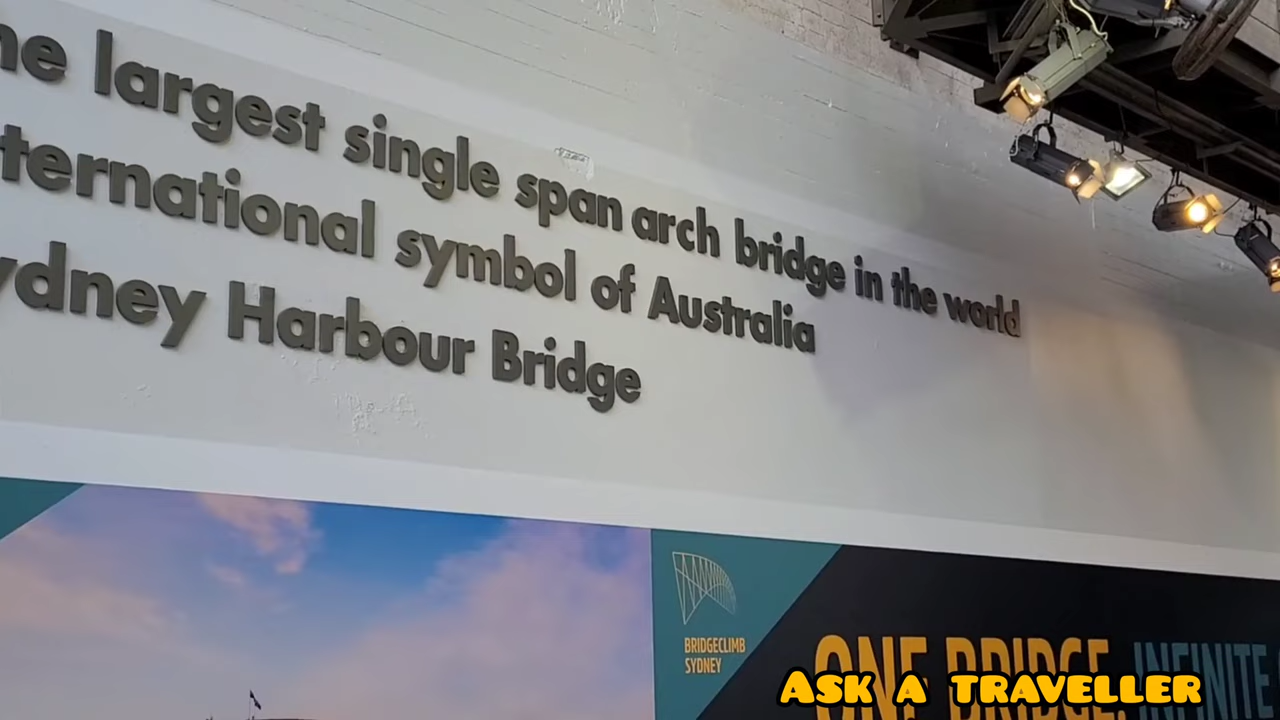 he largest single span arch bridge in the world
ternational symbol of Australia
ydney Harbour Bridge
BRIDGECLIMB
SYDNEY
ONE BRIDGE. INFINITE
ASK A TRAVELLER